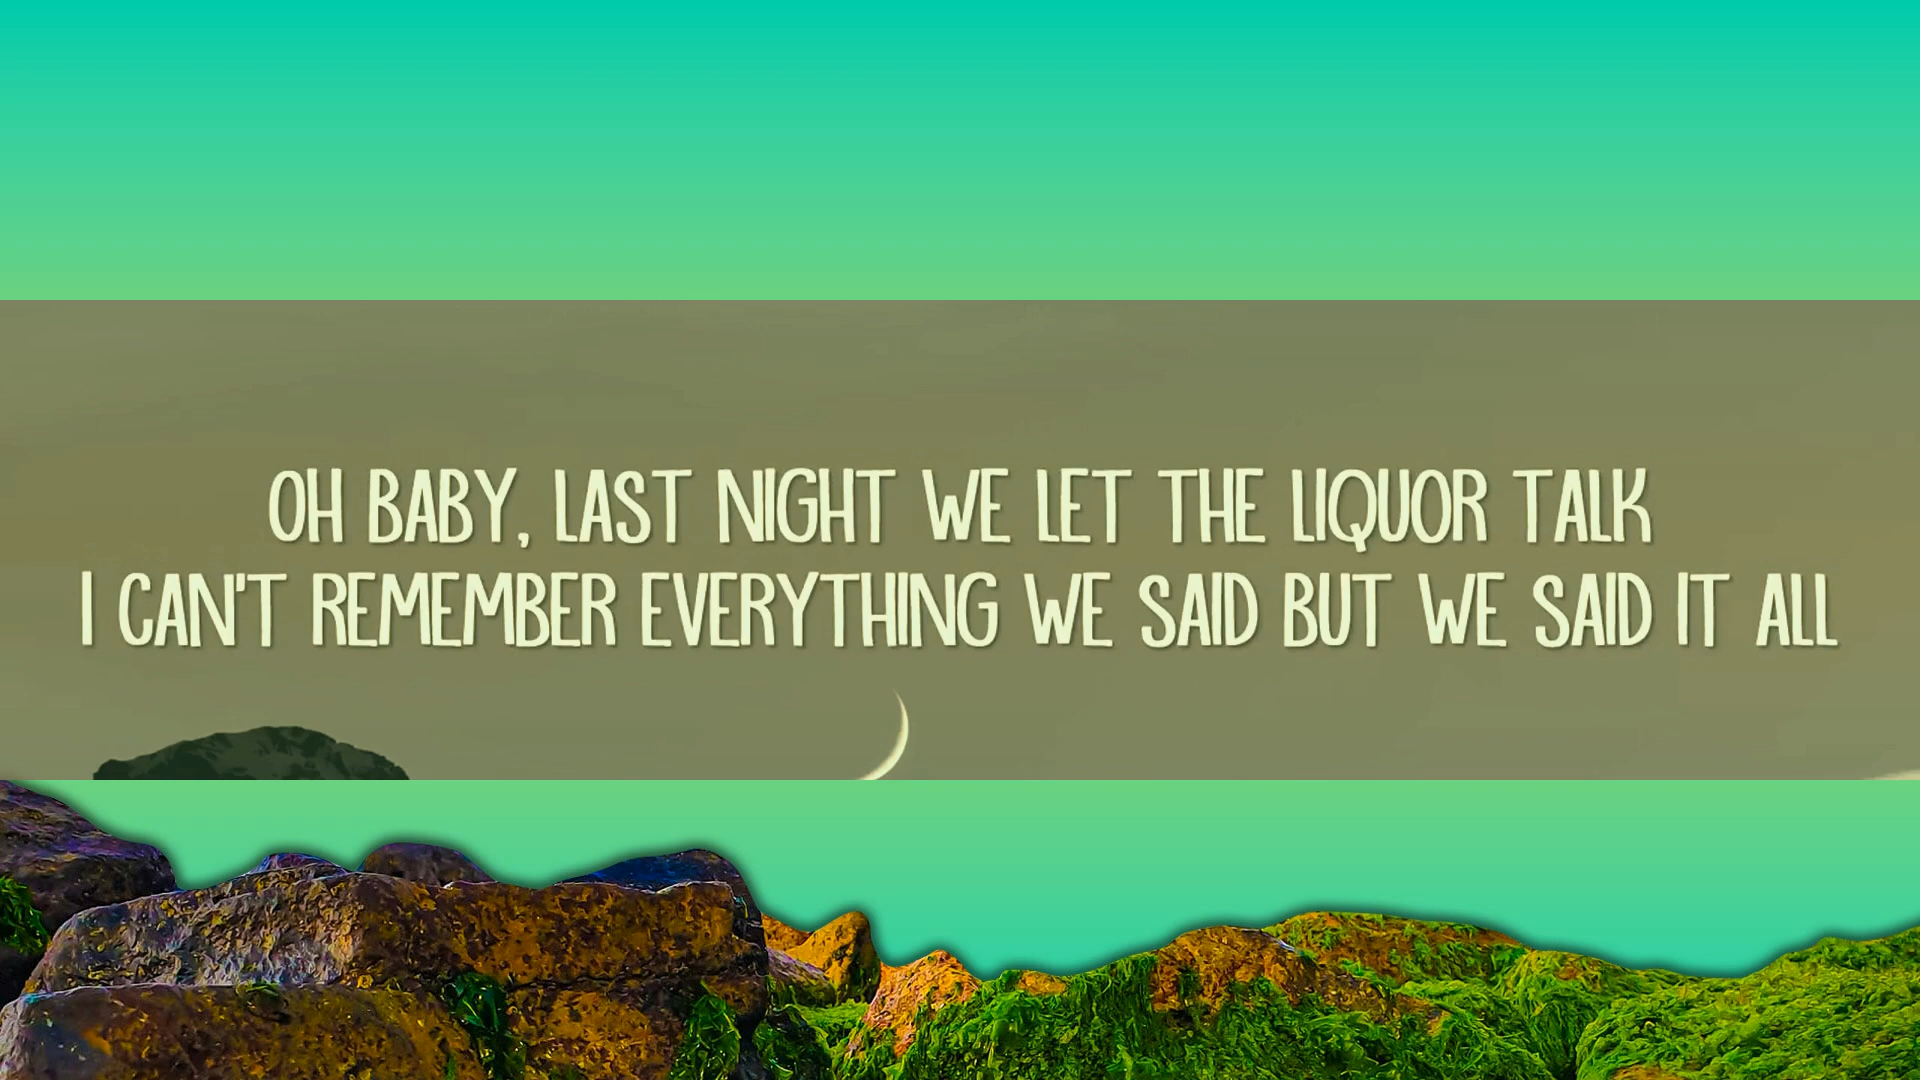 OH BABY, LAST NIGHT WE LET THE LIQUOR TALK
I CAN'T REMEMBER EVERYTHING WE SAID BUT WE SAID IT ALL